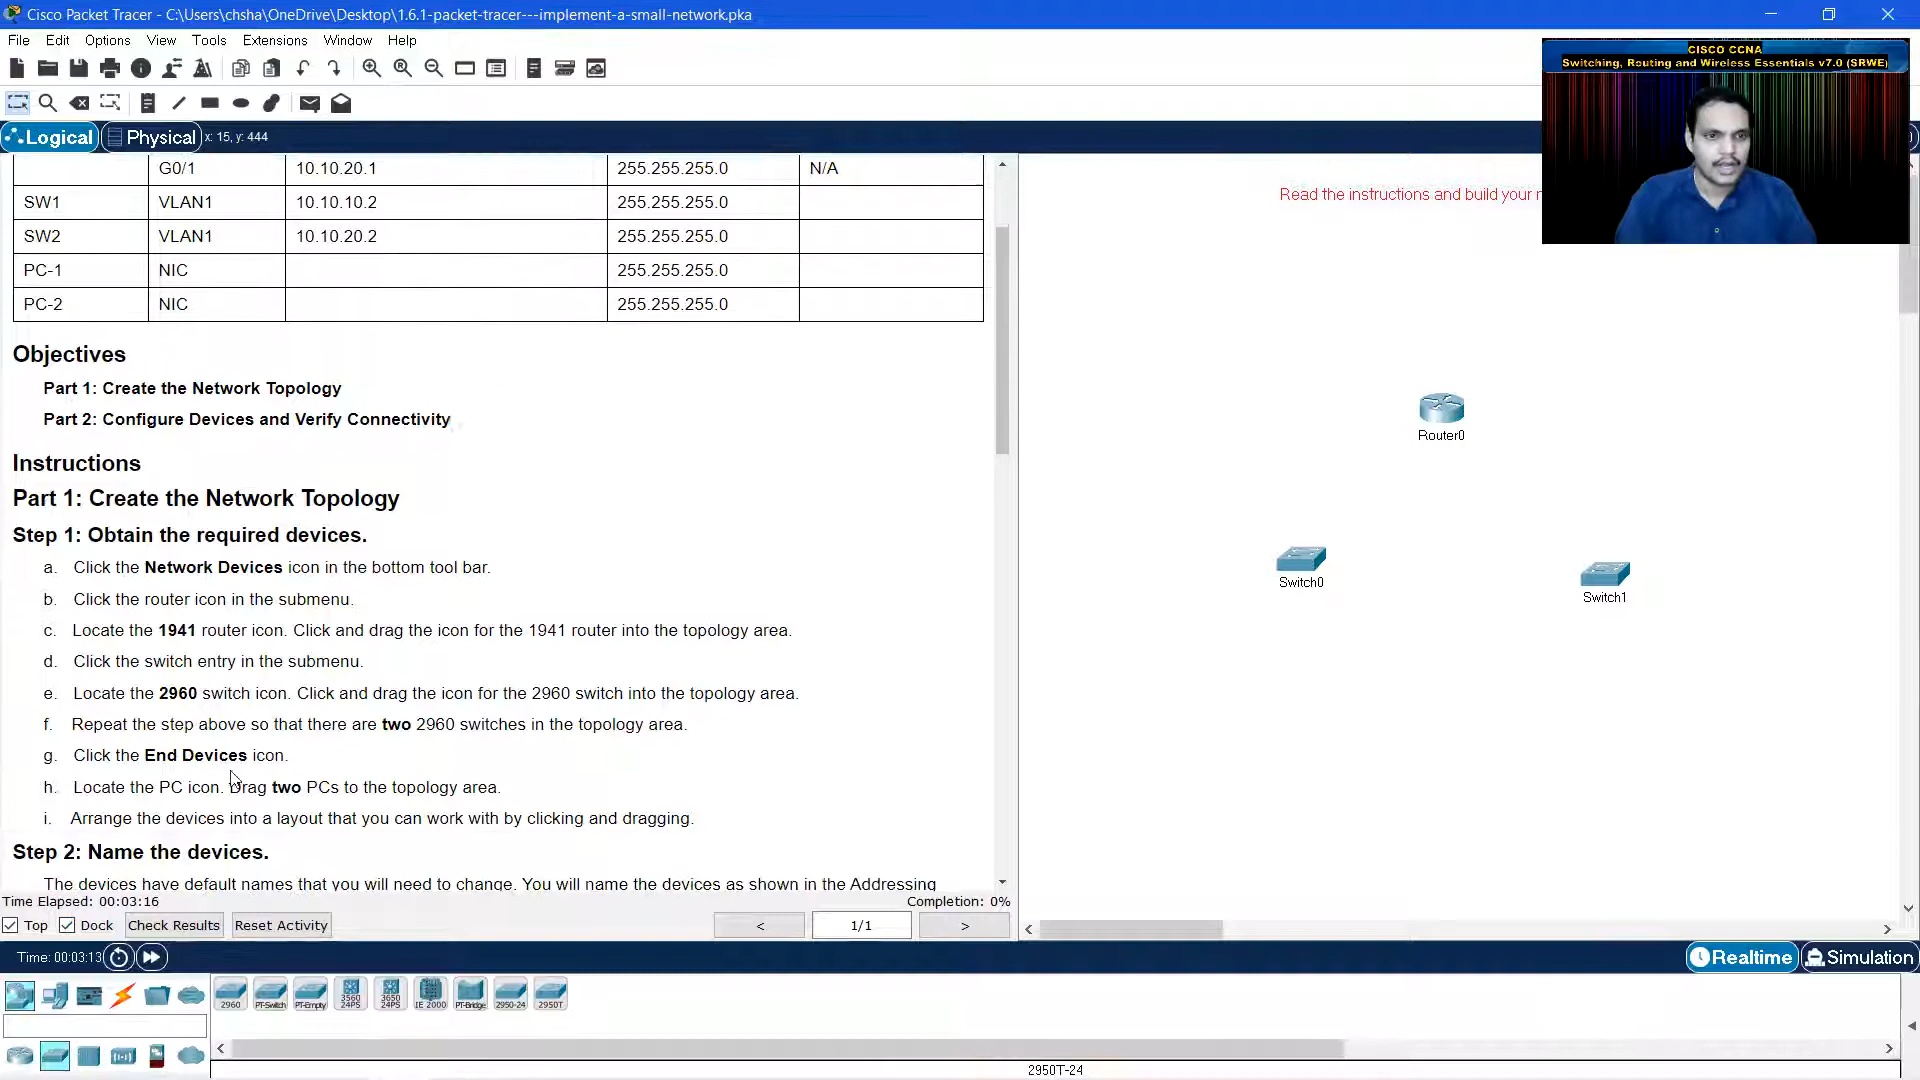 Cisco Packet Tracer - C:\Users\chsha\OneDrive\Desktop\1.6.1-packet-tracer---implement-a-small-network.pka
File Edit Options View Tools Extensions Window Help
CISCO CCNA
Switching, Routing and Wireless Essentials v7.0 (SRWE)
Logical Physical x: 15, y: 444
G0/1 10.10.20.1 255.255.255.0 N/A
SW1 VLAN1 10.10.10.2 255.255.255.0
SW2 VLAN1 10.10.20.2 255.255.255.0
PC-1 NIC 255.255.255.0
PC-2 NIC 255.255.255.0
Objectives
Part 1: Create the Network Topology
Part 2: Configure Devices and Verify Connectivity
Instructions
Part 1: Create the Network Topology
Step 1: Obtain the required devices.
a. Click the Network Devices icon in the bottom tool bar.
b. Click the router icon in the submenu.
c. Locate the 1941 router icon. Click and drag the icon for the 1941 router into the topology area.
d. Click the switch entry in the submenu.
e. Locate the 2960 switch icon. Click and drag the icon for the 2960 switch into the topology area.
f. Repeat the step above so that there are two 2960 switches in the topology area.
g. Click the End Devices icon.
h. Locate the PC icon. Drag two PCs to the topology area.
i. Arrange the devices into a layout that you can work with by clicking and dragging.
Step 2: Name the devices.
The devices have default names that you will need to change. You will name the devices as shown in the Addressing
Read the instructions and build your
Router0
Switch0
Switch1
Time Elapsed: 00:03:16 Completion: 0%
Top Dock Check Results Reset Activity < 1/1 >
Time: 00:03:13 Realtime Simulation
2960 PT-Switch PT-Empty 3560 24PS 3650 24PS IE 2000 PT-Bridge 2950-24 2950T
2950T-24